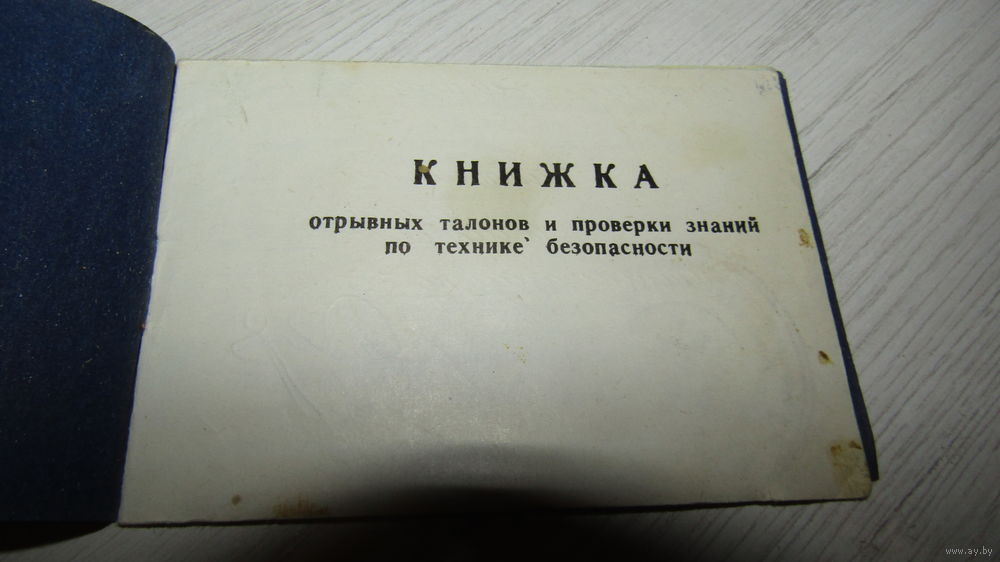 КНИЖКА
отрывных талонов и проверки знаний
по технике безопасности
www.ay.by